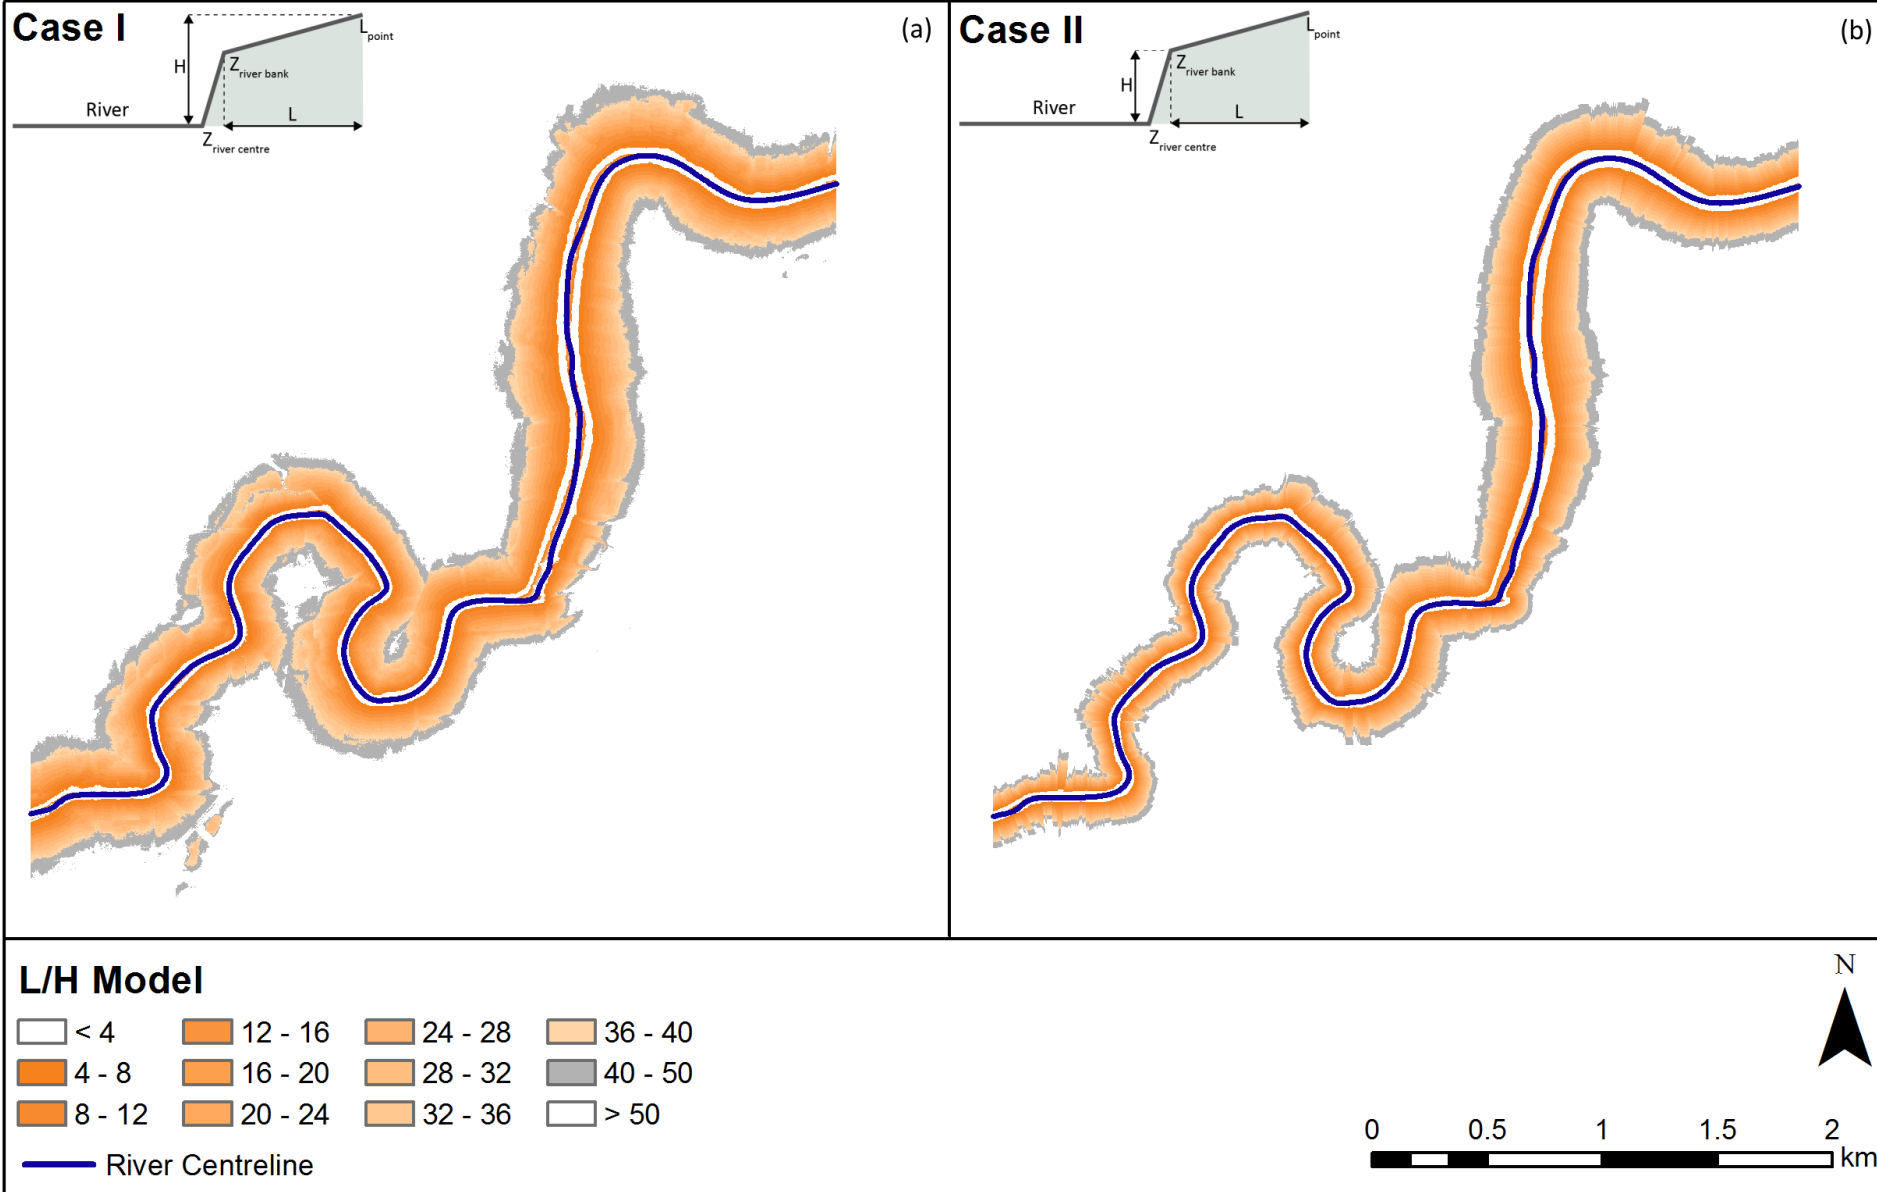 Case I
(a)
L point
H
Z river bank
River
L
Z river centre
Case II
(b)
L point
Z river bank
H
River
L
Z river centre
L/H Model
< 4
12 - 16
24 - 28
36 - 40
4 - 8
16 - 20
28 - 32
40 - 50
8 - 12
20 - 24
32 - 36
> 50
River Centreline
N
0 0.5 1 1.5 2
km